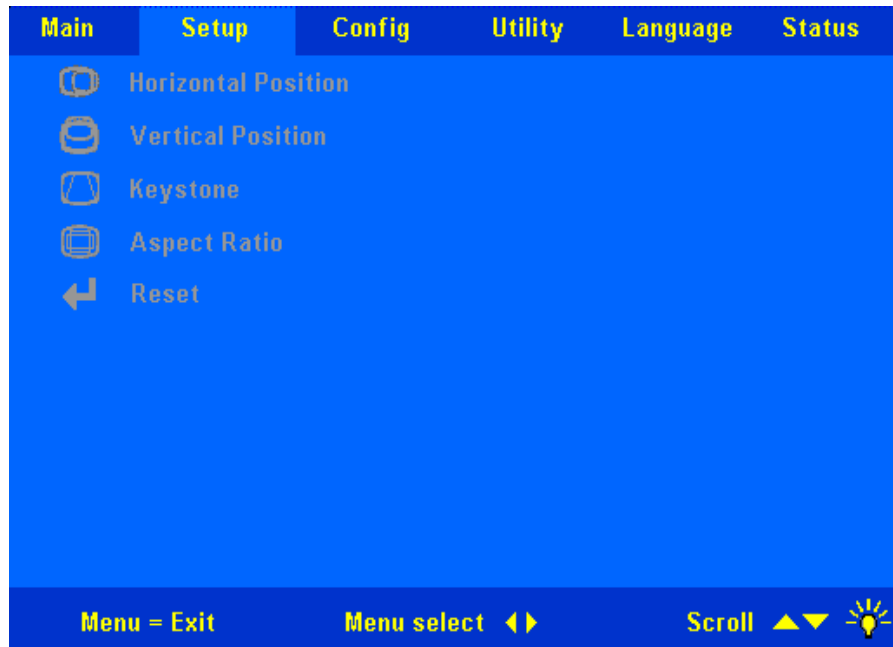 Main Setup Config Utility Language Status
Horizontal Position
Vertical Position
Keystone
Aspect Ratio
Reset
Menu = Exit Menu select Scroll